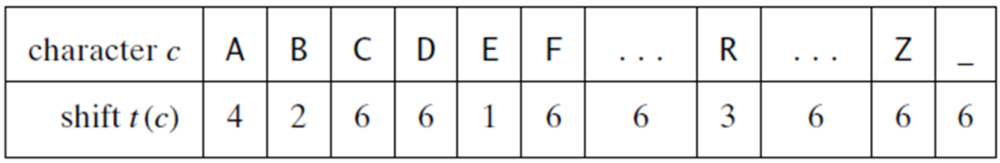 character c A B C D E F . . . R . . . Z _
shift t(c) 4 2 6 6 1 6 6 3 6 6 6